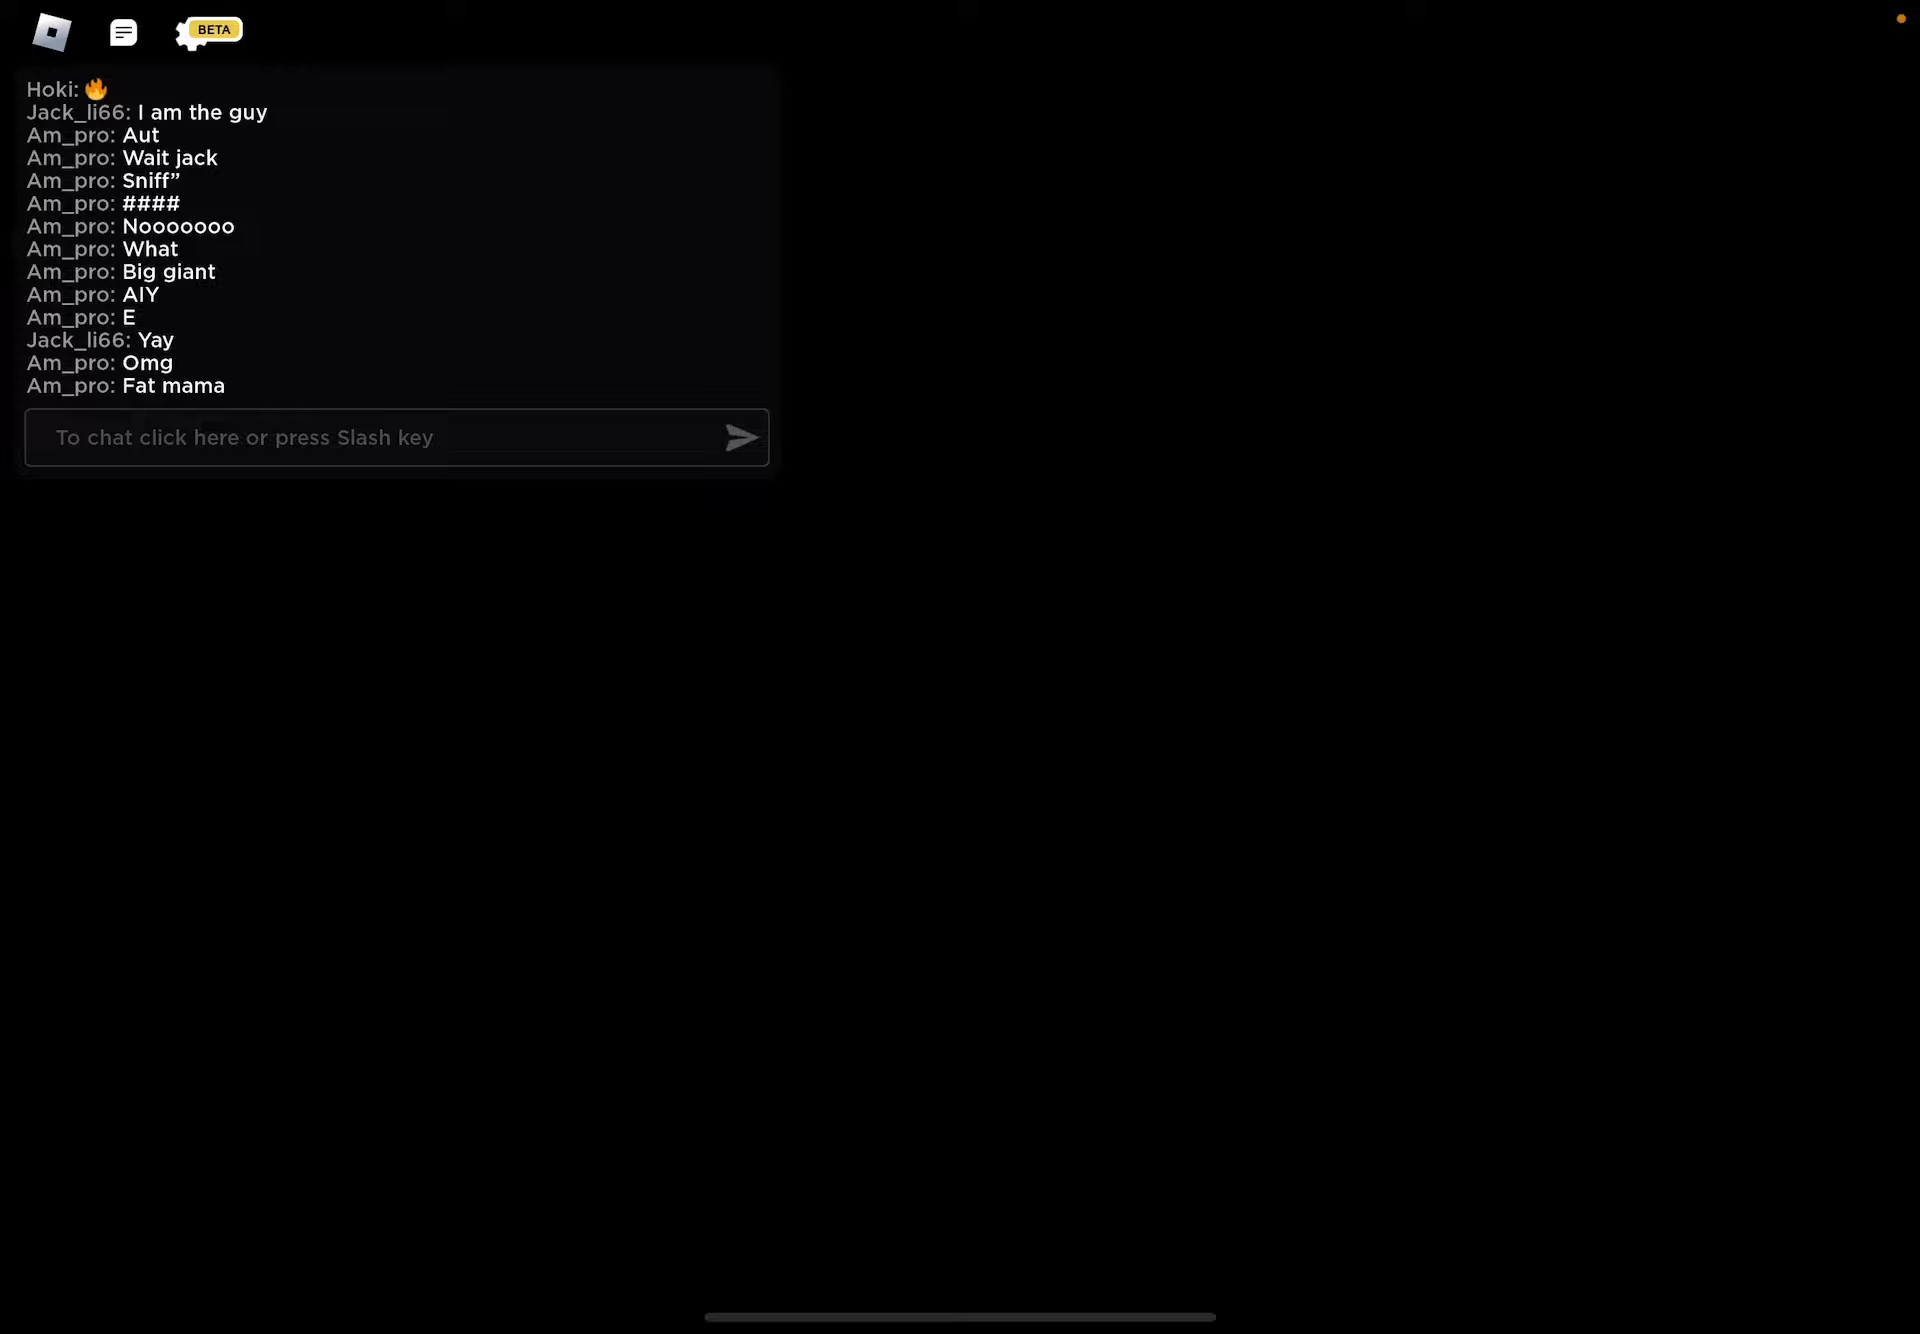 BETA
Hoki: 🔥
Jack_li66: I am the guy
Am_pro: Aut
Am_pro: Wait jack
Am_pro: Sniff”
Am_pro: ####
Am_pro: Nooooooo
Am_pro: What
Am_pro: Big giant
Am_pro: AIY
Am_pro: E
Jack_li66: Yay
Am_pro: Omg
Am_pro: Fat mama
To chat click here or press Slash key